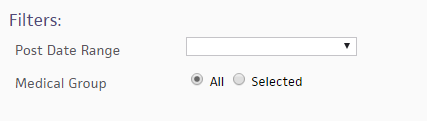 Filters:
Post Date Range
Medical Group All Selected